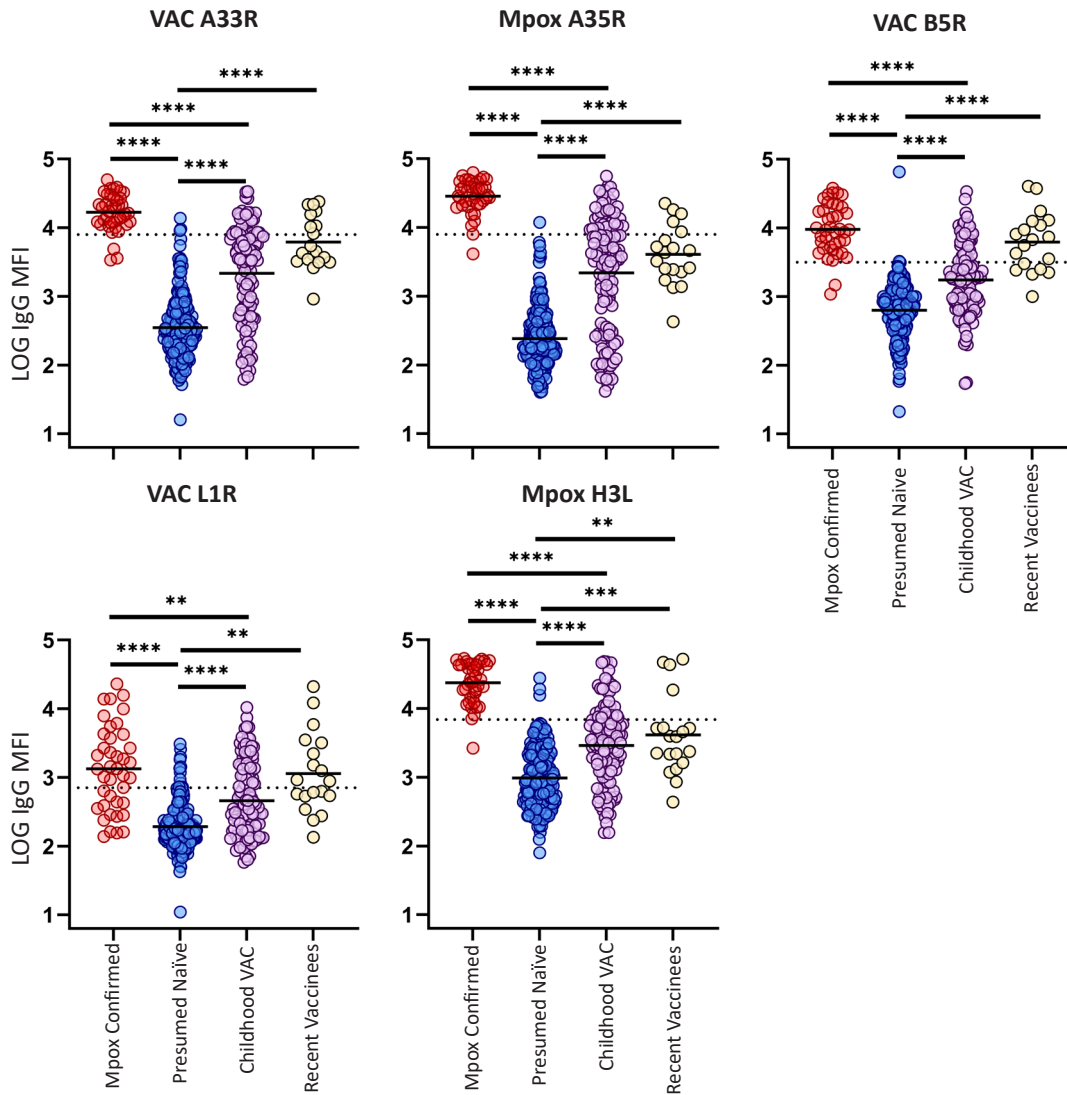 VAC A33R
Mpox A35R
VAC B5R
****
****
****
****
****
****
****
****
****
****
****
****
LOG IgG MFI
5
4
3
2
1
5
4
3
2
1
5
4
3
2
1
Mpox Confirmed
Presumed Naïve
Childhood VAC
Recent Vaccinees
VAC L1R
Mpox H3L
**
**
****
****
**
****
***
****
****
LOG IgG MFI
5
4
3
2
1
5
4
3
2
1
Mpox Confirmed
Presumed Naïve
Childhood VAC
Recent Vaccinees
Mpox Confirmed
Presumed Naïve
Childhood VAC
Recent Vaccinees